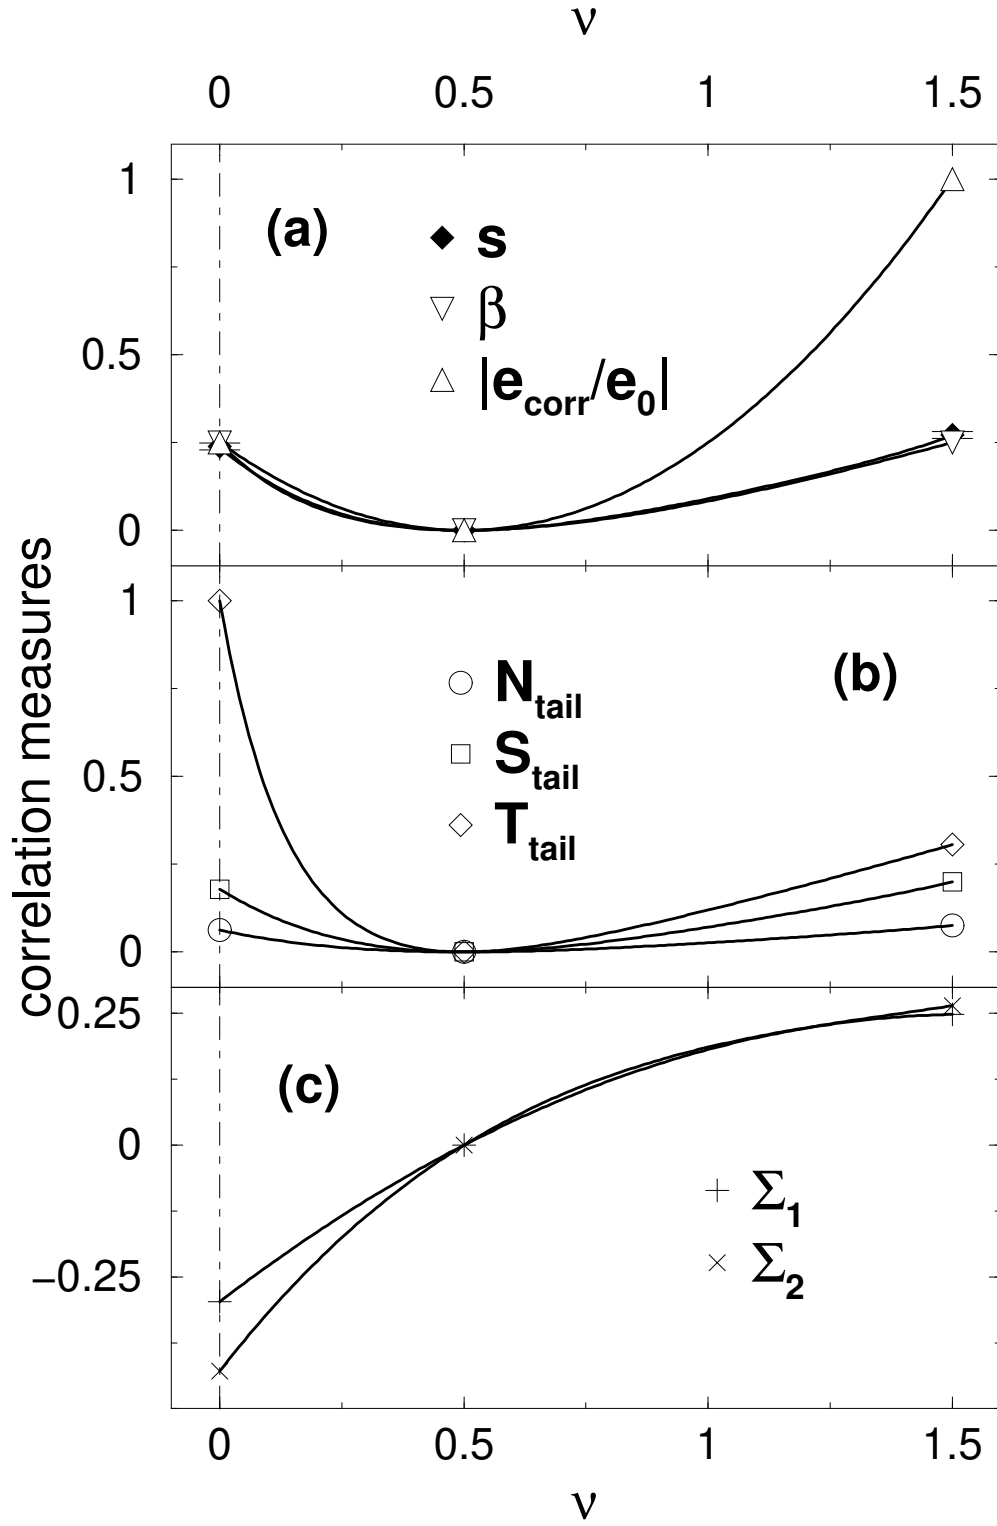 ν
0 0.5 1 1.5
1
(a)
s
β
0.5
|e_corr/e_0|
0
correlation measures
1
N_tail
(b)
S_tail
0.5
T_tail
0
0.25
(c)
0
Σ_1
Σ_2
−0.25
0 0.5 1 1.5
ν